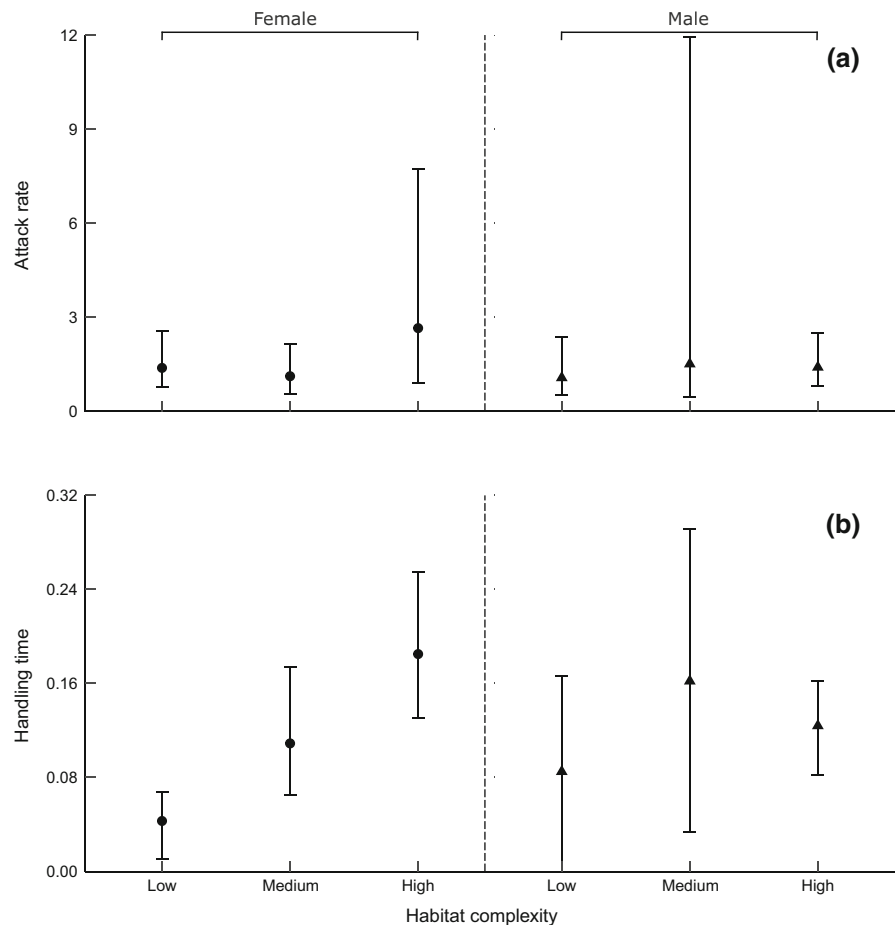 Female Male
(a)
12
9
6
3
0
Attack rate
(b)
0.32
0.24
0.16
0.08
0.00
Handling time
Low Medium High Low Medium High
Habitat complexity